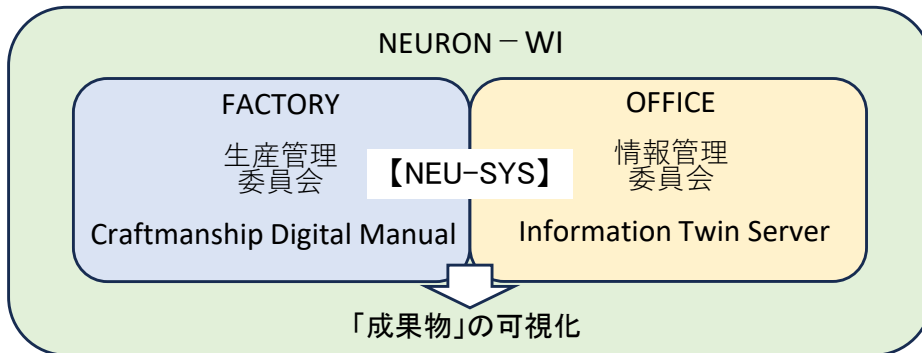 NEURON－WI
FACTORY
生産管理
委員会
Craftmanship Digital Manual
【NEU−SYS】
OFFICE
情報管理
委員会
Information Twin Server
「成果物」の可視化